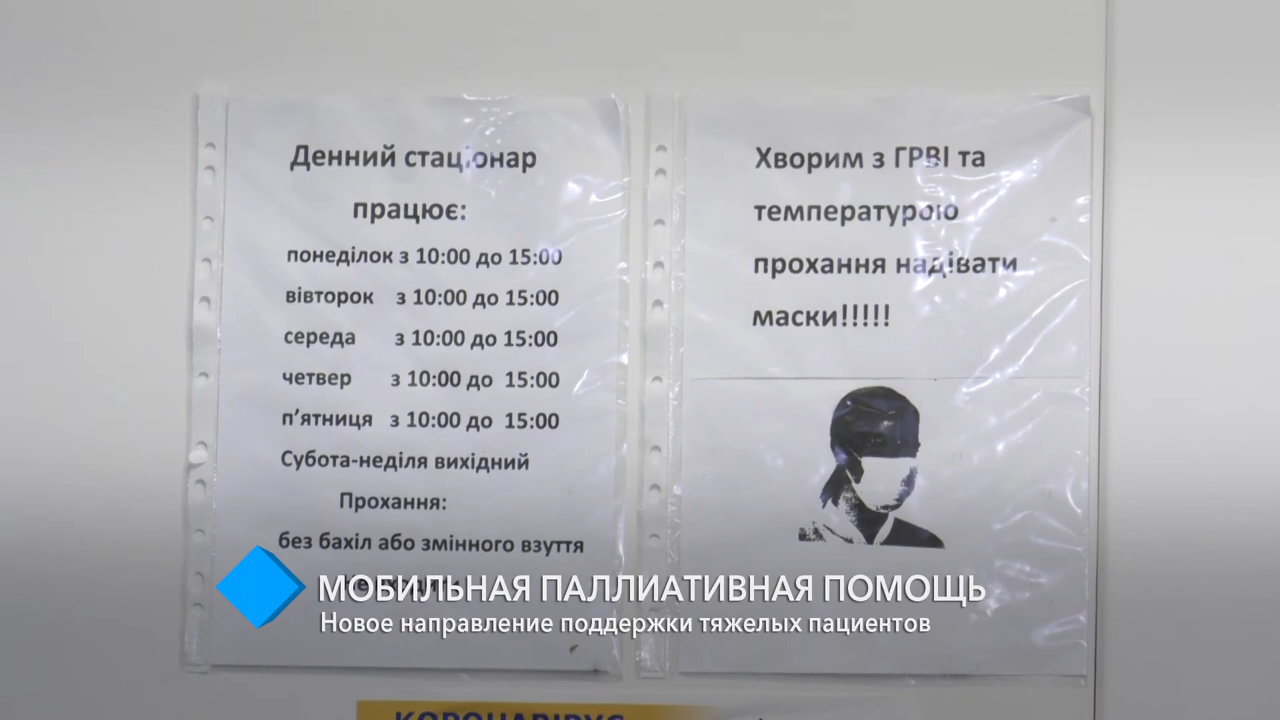 Денний стаціонар
працює:
понеділок з 10:00 до 15:00
вівторок з 10:00 до 15:00
середа з 10:00 до 15:00
четвер з 10:00 до 15:00
п’ятниця з 10:00 до 15:00
Субота-неділя вихідний
Прохання:
без бахіл або змінного взуття
Хворим з ГРВІ та
температурою
прохання надівати
маски!!!!!
МОБИЛЬНАЯ ПАЛЛИАТИВНАЯ ПОМОЩЬ
Новое направление поддержки тяжелых пациентов
КОРОНАВІРУС